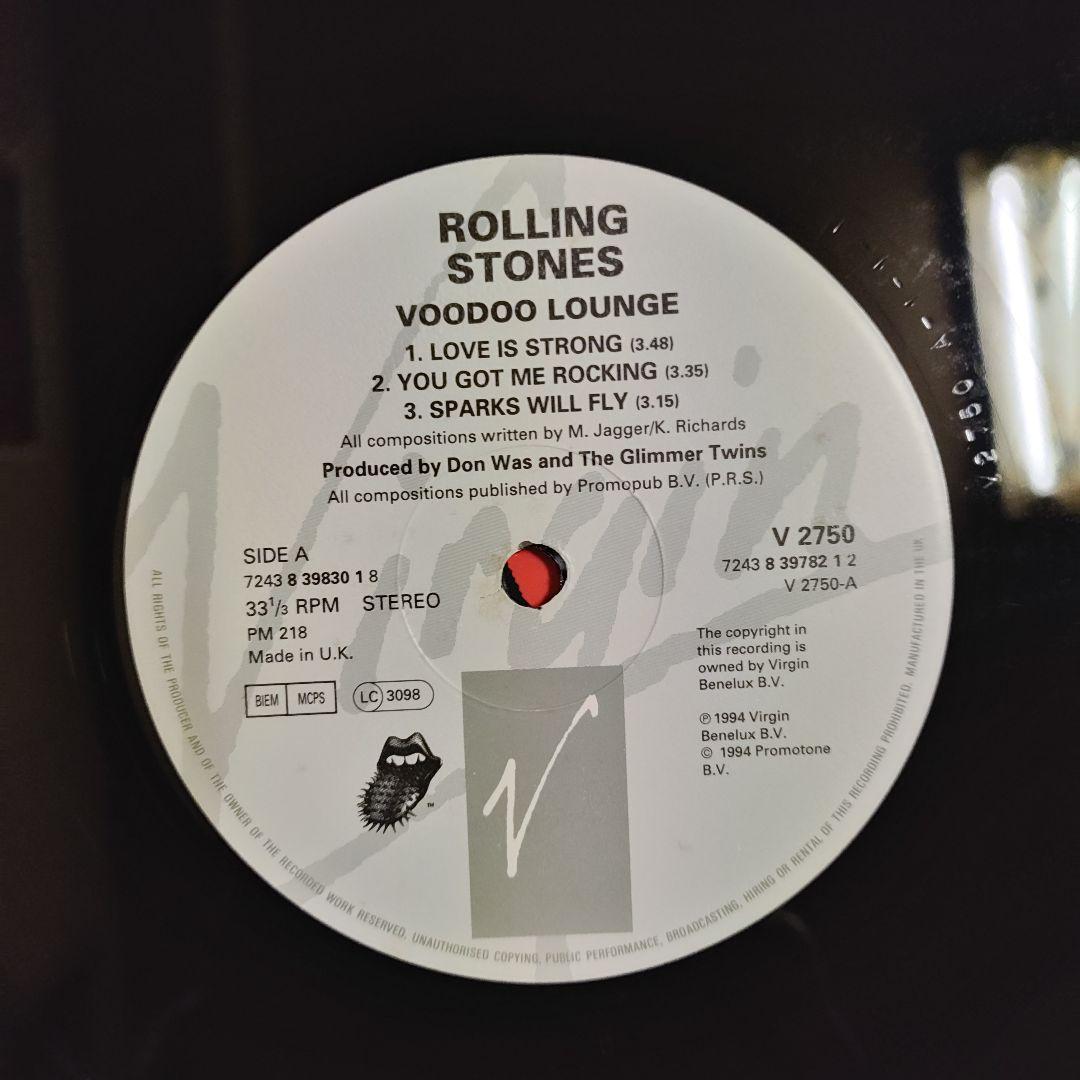 ROLLING
STONES
VOODOO LOUNGE
1. LOVE IS STRONG (3.48)
2. YOU GOT ME ROCKING (3.35)
3. SPARKS WILL FLY (3.15)
All compositions written by M. Jagger/K. Richards
Produced by Don Was and The Glimmer Twins
All compositions published by Promopub B.V. (P.R.S.)
Virgin
SIDE A
7243 8 39830 1 8
33 1/3 RPM STEREO
PM 218
Made in U.K.
BIEM MCPS LC 3098
TM
V 2750
7243 8 39782 1 2
V 2750-A
The copyright in
this recording is
owned by Virgin
Benelux B.V.
℗ 1994 Virgin
Benelux B.V.
© 1994 Promotone
B.V.
V
ALL RIGHTS OF THE PRODUCER AND OF THE OWNER OF THE RECORDED WORK RESERVED. UNAUTHORISED COPYING, PUBLIC PERFORMANCE, BROADCASTING, HIRING OR RENTAL OF THIS RECORDING PROHIBITED. MANUFACTURED IN THE UK
V 2750 A-